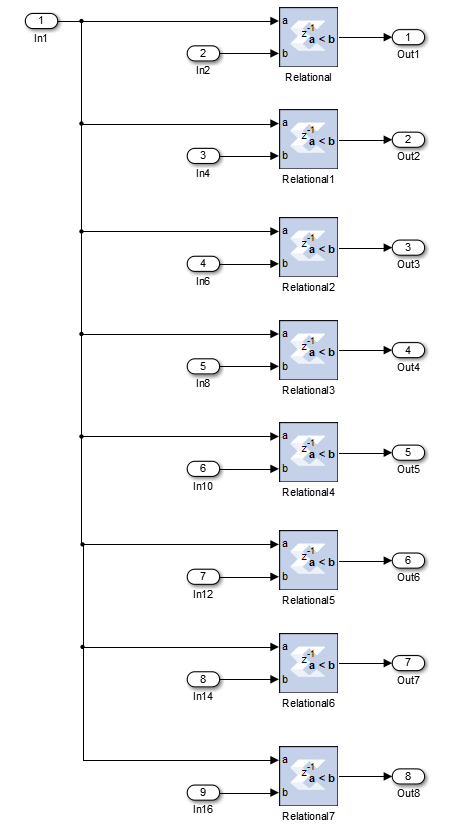 1
In1
a
z-1
a < b
b
Relational
2
In2
1
Out1
a
z-1
a < b
b
Relational1
3
In4
2
Out2
a
z-1
a < b
b
Relational2
4
In6
3
Out3
a
z-1
a < b
b
Relational3
5
In8
4
Out4
a
z-1
a < b
b
Relational4
6
In10
5
Out5
a
z-1
a < b
b
Relational5
7
In12
6
Out6
a
z-1
a < b
b
Relational6
8
In14
7
Out7
a
z-1
a < b
b
Relational7
9
In16
8
Out8